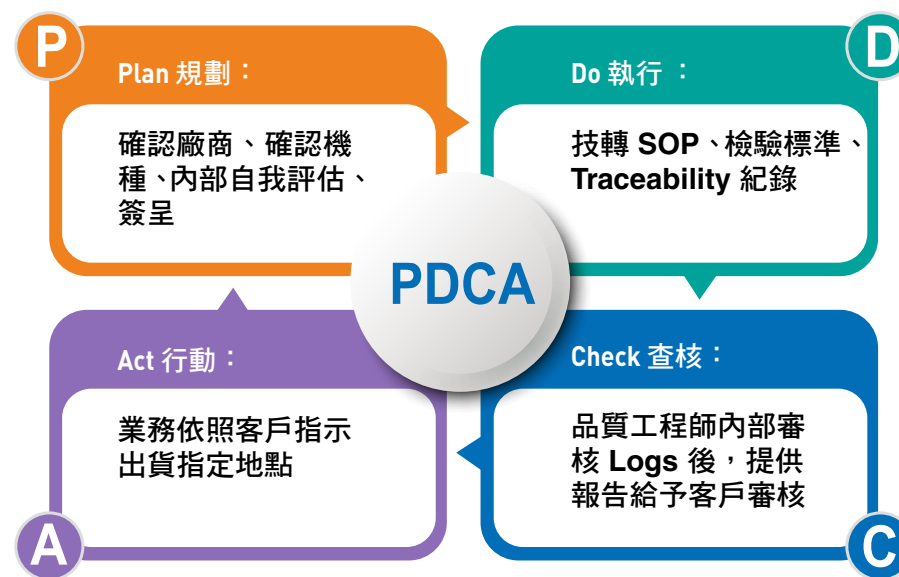 P
Plan 規劃：
確認廠商、確認機
種、內部自我評估、
簽呈
D
Do 執行：
技轉 SOP、檢驗標準、
Traceability 紀錄
PDCA
A
Act 行動：
業務依照客戶指示
出貨指定地點
C
Check 查核：
品質工程師內部審
核 Logs 後，提供
報告給予客戶審核